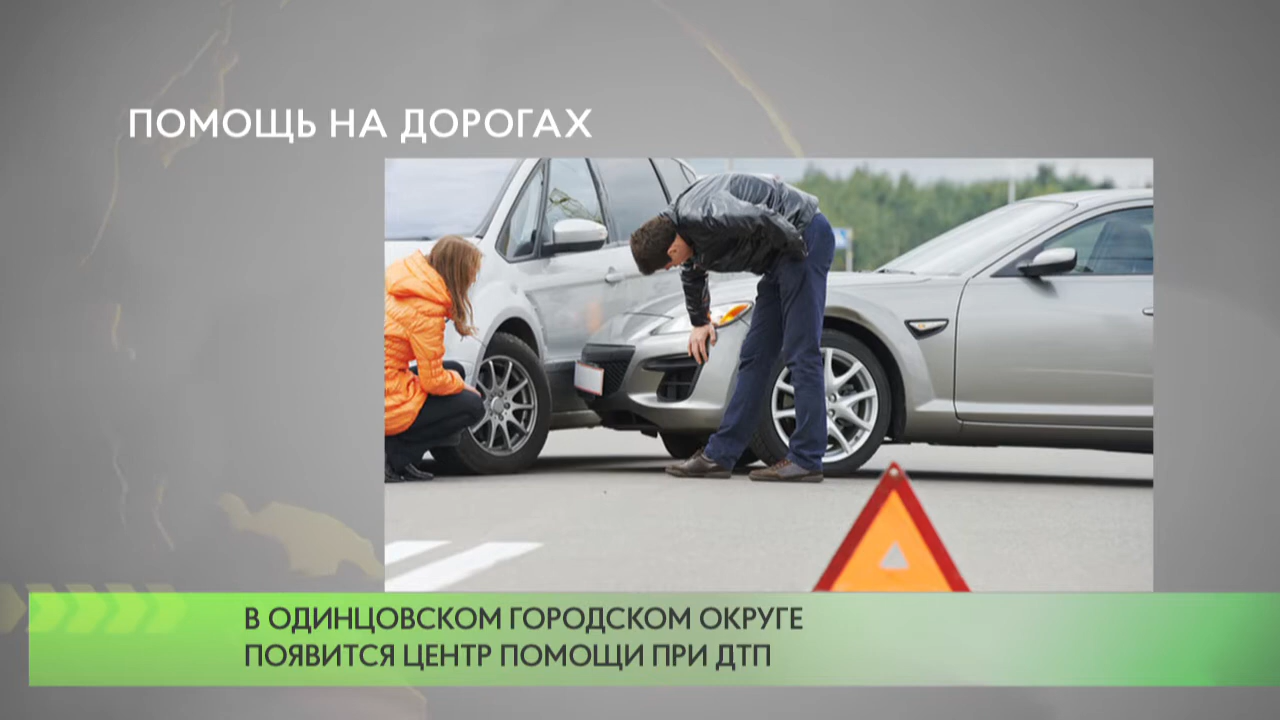 ПОМОЩЬ НА ДОРОГАХ
В ОДИНЦОВСКОМ ГОРОДСКОМ ОКРУГЕ
ПОЯВИТСЯ ЦЕНТР ПОМОЩИ ПРИ ДТП